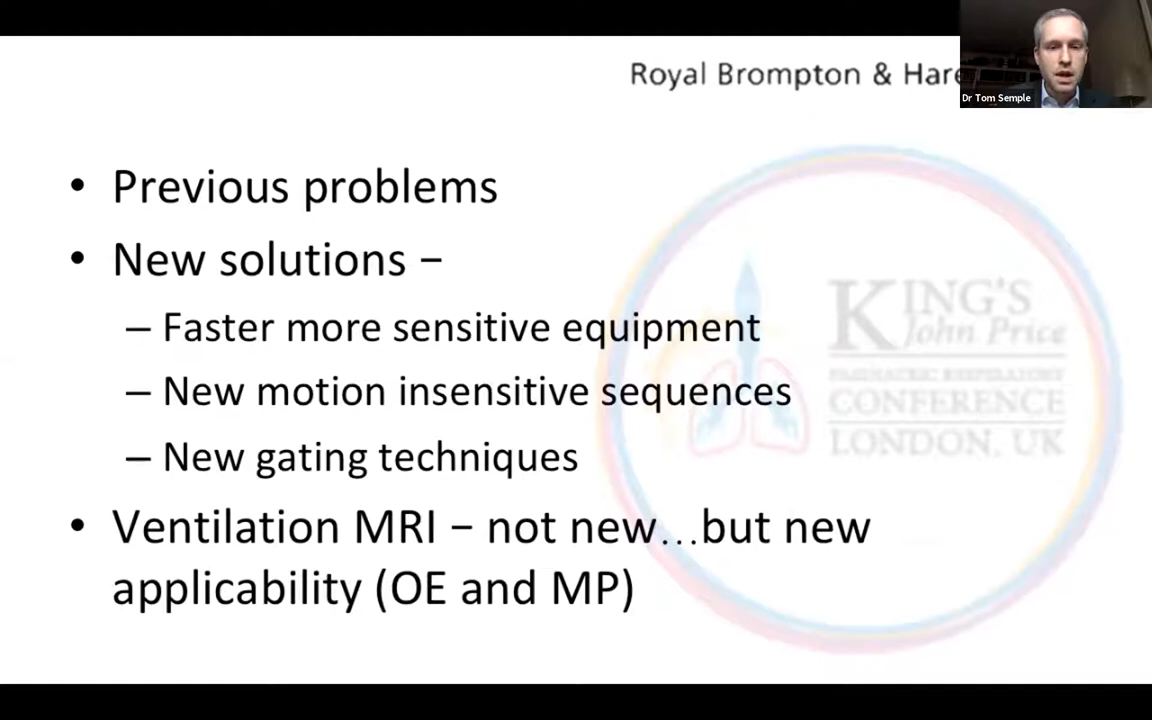 Royal Brompton & Hare
Dr Tom Semple
• Previous problems
• New solutions –
– Faster more sensitive equipment
– New motion insensitive sequences
– New gating techniques
• Ventilation MRI – not new…but new
applicability (OE and MP)
KING'S
John Price
PAEDIATRIC RESPIRATORY
CONFERENCE
LONDON, UK